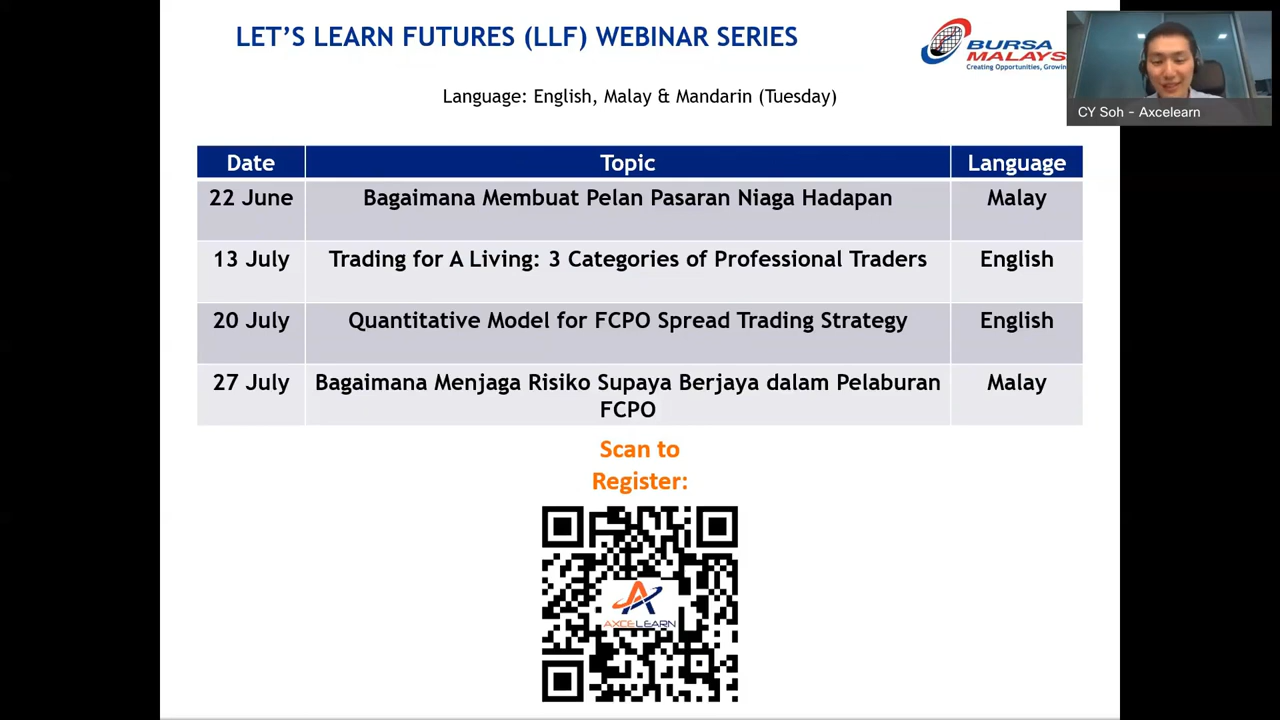 LET'S LEARN FUTURES (LLF) WEBINAR SERIES
BURSA
MALAYS
Creating Opportunities, Growin
CY Soh - Axcelearn
Language: English, Malay & Mandarin (Tuesday)
Date Topic Language
22 June Bagaimana Membuat Pelan Pasaran Niaga Hadapan Malay
13 July Trading for A Living: 3 Categories of Professional Traders English
20 July Quantitative Model for FCPO Spread Trading Strategy English
27 July Bagaimana Menjaga Risiko Supaya Berjaya dalam Pelaburan Malay
FCPO
Scan to
Register:
AXCELEARN